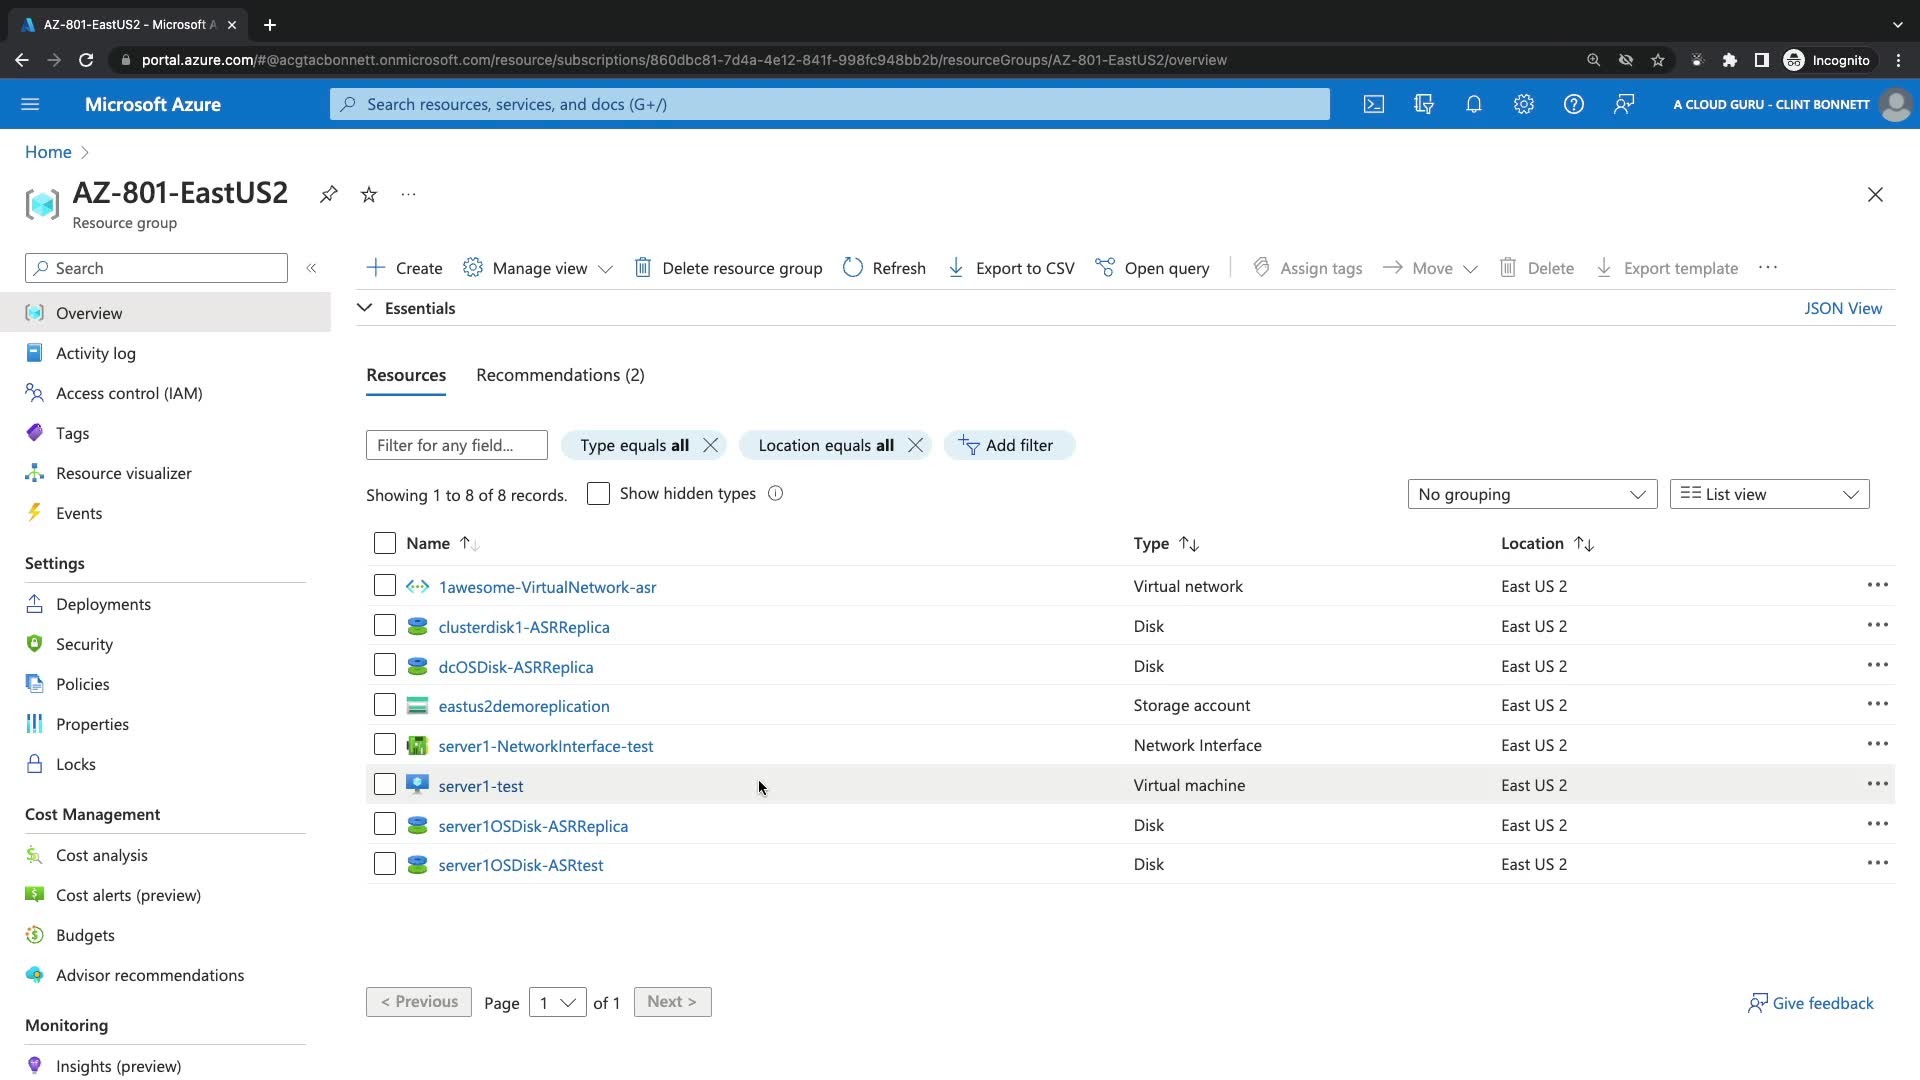 AZ-801-EastUS2 - Microsoft A
portal.azure.com/#@acgtacbonnett.onmicrosoft.com/resource/subscriptions/860dbc81-7d4a-4e12-841f-998fc948bb2b/resourceGroups/AZ-801-EastUS2/overview
Incognito
Microsoft Azure
Search resources, services, and docs (G+/)
A CLOUD GURU - CLINT BONNETT
Home
AZ-801-EastUS2
Resource group
Search
Overview
Activity log
Access control (IAM)
Tags
Resource visualizer
Events
Settings
Deployments
Security
Policies
Properties
Locks
Cost Management
Cost analysis
Cost alerts (preview)
Budgets
Advisor recommendations
Monitoring
Insights (preview)
Create Manage view Delete resource group Refresh Export to CSV Open query Assign tags Move Delete Export template
Essentials JSON View
Resources Recommendations (2)
Filter for any field... Type equals all Location equals all Add filter
Showing 1 to 8 of 8 records. Show hidden types No grouping List view
Name Type Location
1awesome-VirtualNetwork-asr Virtual network East US 2
clusterdisk1-ASRReplica Disk East US 2
dcOSDisk-ASRReplica Disk East US 2
eastus2demoreplication Storage account East US 2
server1-NetworkInterface-test Network Interface East US 2
server1-test Virtual machine East US 2
server1OSDisk-ASRReplica Disk East US 2
server1OSDisk-ASRtest Disk East US 2
< Previous Page 1 of 1 Next > Give feedback